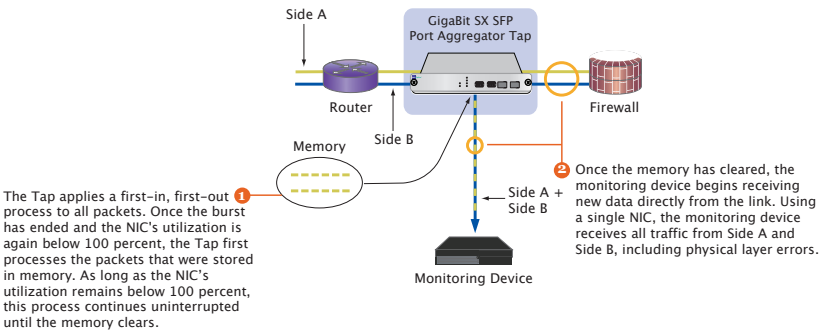 Side A
GigaBit SX SFP
Port Aggregator Tap
Router
Firewall
Side B
Memory
1
The Tap applies a first-in, first-out
process to all packets. Once the burst
has ended and the NIC's utilization is
again below 100 percent, the Tap first
processes the packets that were stored
in memory. As long as the NIC's
utilization remains below 100 percent,
this process continues uninterrupted
until the memory clears.
2
Once the memory has cleared, the
monitoring device begins receiving
new data directly from the link. Using
a single NIC, the monitoring device
receives all traffic from Side A and
Side B, including physical layer errors.
Side A +
Side B
Monitoring Device